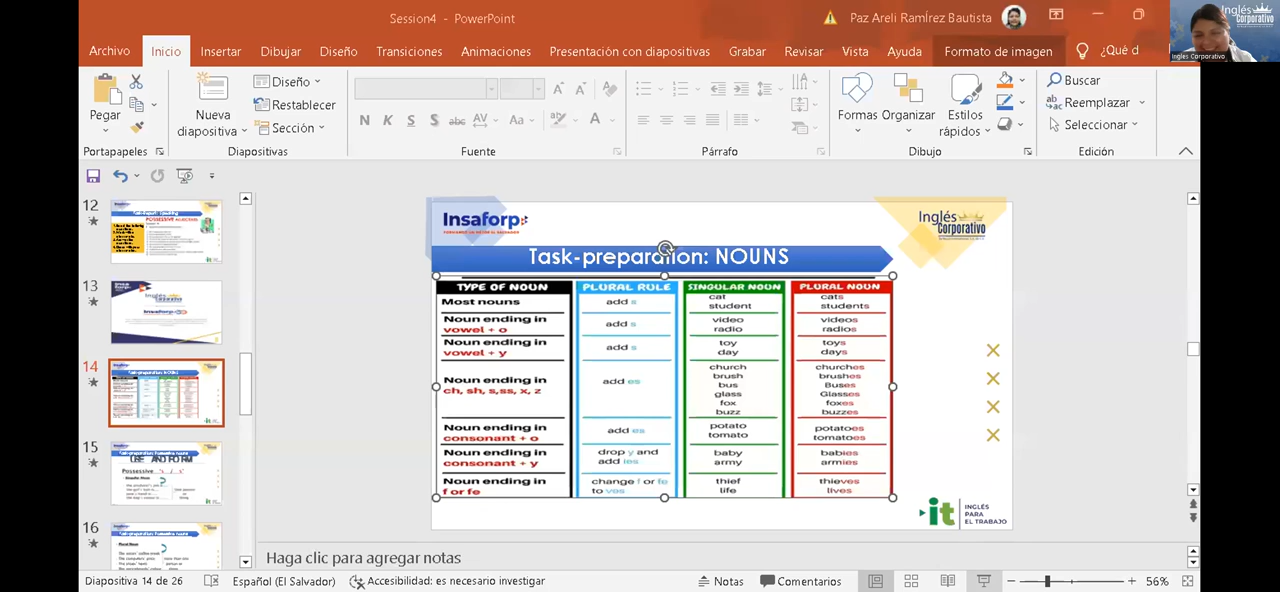 Session4 - PowerPoint
Paz Areli RamÍrez Bautista
Inglés
Corporativo
Ingles Corporativo
Archivo Inicio Insertar Dibujar Diseño Transiciones Animaciones Presentación con diapositivas Grabar Revisar Vista Ayuda Formato de imagen ¿Qué d
Pegar
Nueva
diapositiva
Diseño
Restablecer
Sección
N K S S abc AV Aa A
Formas Organizar Estilos
rápidos
Buscar
Reemplazar
Seleccionar
Portapapeles Diapositivas Fuente Párrafo Dibujo Edición
12
13
14
15
16
Insaforp
Inglés
Corporativo
Task-preparation: NOUNS
TYPE OF NOUN PLURAL RULE SINGULAR NOUN PLURAL NOUN
Most nouns add s cat student cats students
Noun ending in vowel + o add s video radio videos radios
Noun ending in vowel + y add s toy day toys days
Noun ending in ch, sh, s,ss, x, z add es church brush bus glass fox buzz churches brushes Buses Glasses foxes buzzes
Noun ending in consonant + o add es potato tomato potatoes tomatoes
Noun ending in consonant + y drop y and add ies baby army babies armies
Noun ending in f or fe change f or fe to ves thief life thieves lives
it INGLÉS
PARA
EL TRABAJO
Haga clic para agregar notas
Diapositiva 14 de 26 Español (El Salvador) Accesibilidad: es necesario investigar Notas Comentarios 56%